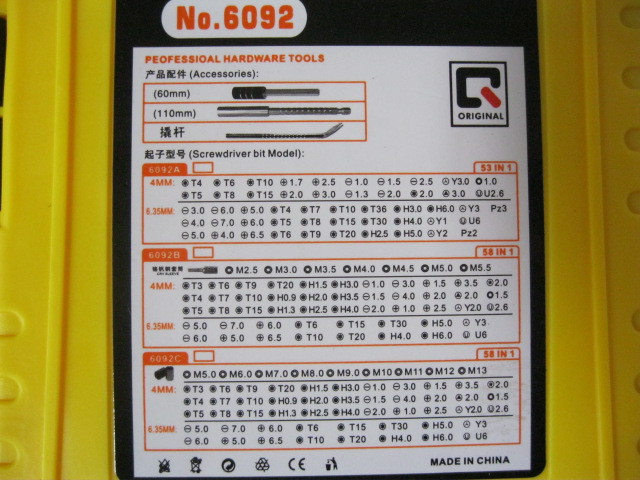 No.6092
PEOFESSIOAL HARDWARE TOOLS
产品配件 (Accessories):
(60mm)
(110mm)
撬杆
ORIGINAL
起子型号 (Screwdriver bit Model):
6092A 53 IN 1
4MM: T4 T6 T10 1.7 2.5 1.0 1.5 2.5 Y3.0 1.0
T5 T8 T15 2.0 3.0 1.3 2.0 2.0 3.0 U2.6
6.35MM: 3.0 6.0 5.0 T4 T7 T10 T36 H3.0 H6.0 Y3 Pz3
4.0 7.0 6.0 T5 T8 T15 T30 H4.0 Y1 U6
5.0 4.0 6.5 T6 T9 T20 H2.5 H5.0 Y2 Pz2
6092B 58 IN 1
M2.5 M3.0 M3.5 M4.0 M4.5 M5.0 M5.5
4MM: T3 T6 T9 T20 H1.5 H3.0 1.0 3.0 1.5 3.5 2.0
T4 T7 T10 H0.9 H2.0 H3.5 1.5 4.0 2.0 2.0 1.5
T5 T8 T15 H1.3 H2.5 H4.0 2.0 1.0 2.5 Y2.0 2.6
6.35MM: 5.0 7.0 6.0 T6 T15 T30 H5.0 Y3
6.0 5.0 6.5 T10 T20 H4.0 H6.0 U6
6092C 58 IN 1
M5.0 M6.0 M7.0 M8.0 M9.0 M10 M11 M12 M13
4MM: T3 T6 T9 T20 H1.5 H3.0 1.0 3.0 1.5 3.5 2.0
T4 T7 T10 H0.9 H2.0 H3.5 1.5 4.0 2.0 2.0 1.5
T5 T8 T15 H1.3 H2.5 H4.0 2.0 1.0 2.5 Y2.0 2.6
6.35MM: 5.0 7.0 6.0 T6 T15 T30 H5.0 Y3
6.0 5.0 6.5 T10 T20 H4.0 H6.0 U6
CE MADE IN CHINA